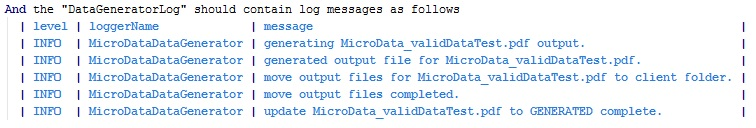 And the "DataGeneratorLog" should contain log messages as follows
| level | loggerName | message |
| INFO | MicroDataDataGenerator | generating MicroData_validDataTest.pdf output. |
| INFO | MicroDataDataGenerator | generated output file for MicroData_validDataTest.pdf. |
| INFO | MicroDataDataGenerator | move output files for MicroData_validDataTest.pdf to client folder. |
| INFO | MicroDataDataGenerator | move output files completed. |
| INFO | MicroDataDataGenerator | update MicroData_validDataTest.pdf to GENERATED complete. |